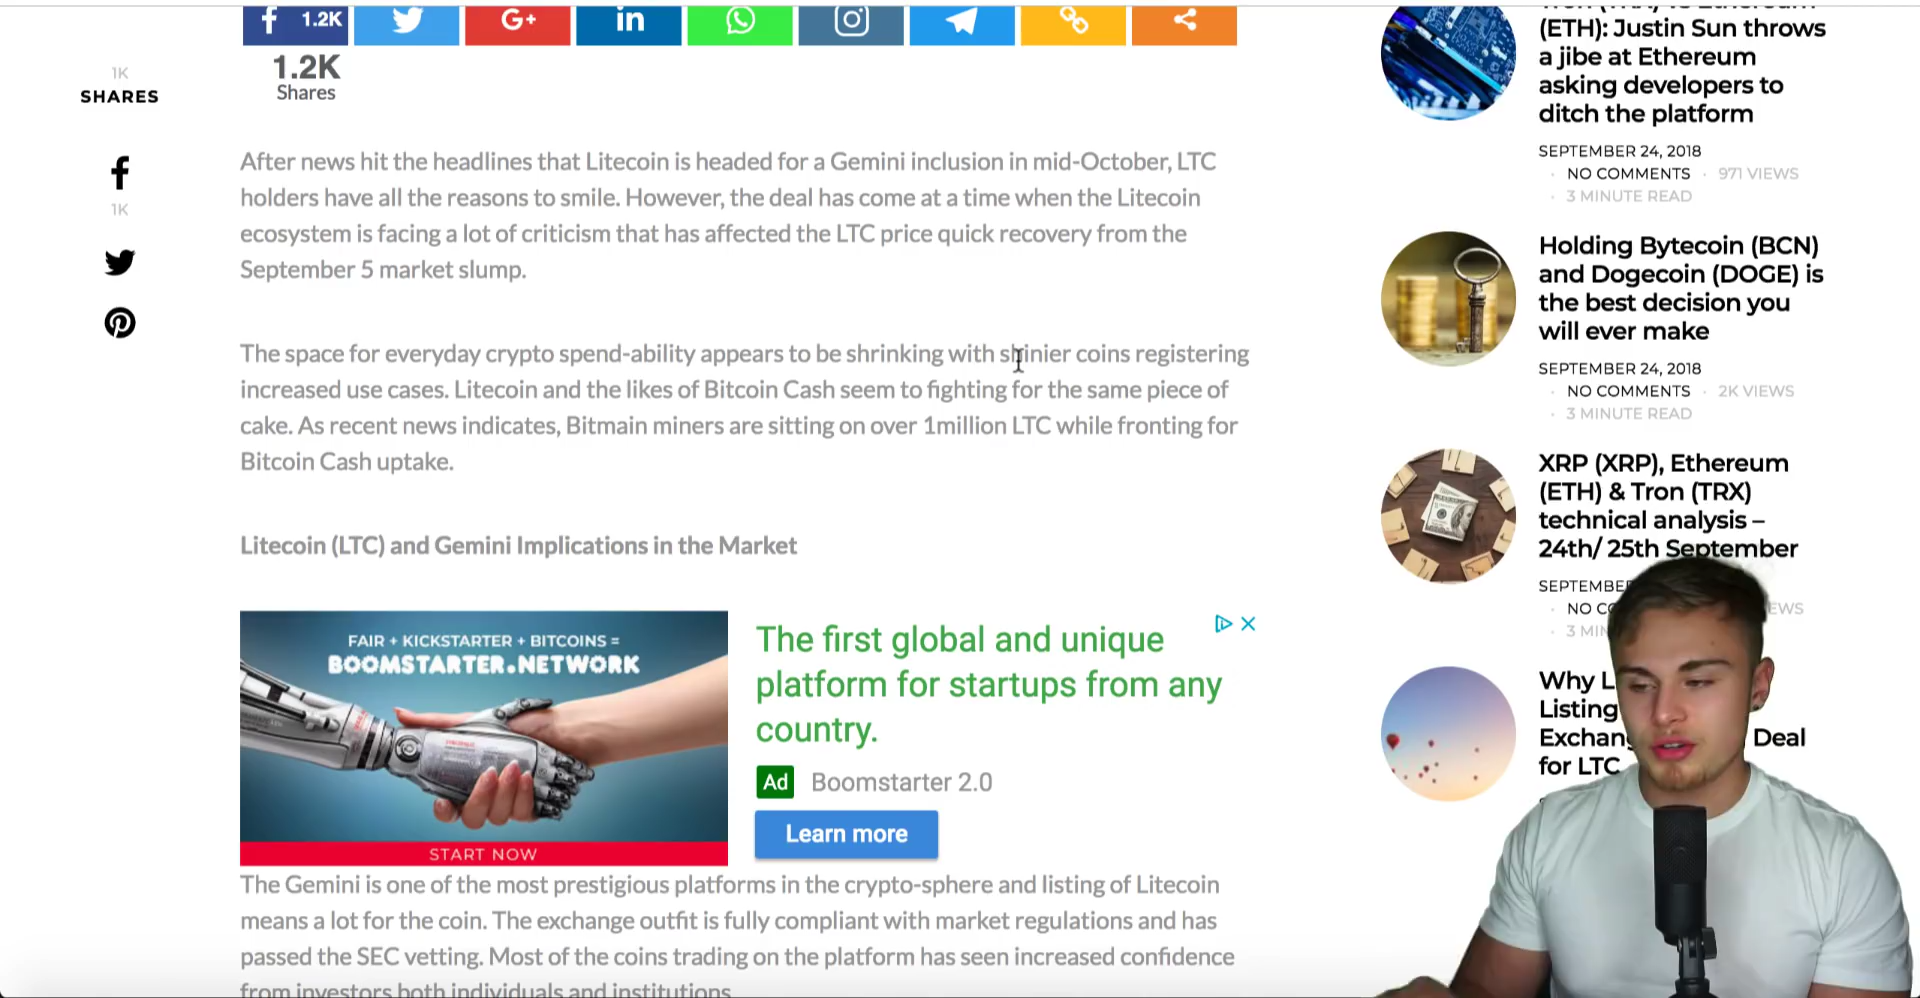 1.2K
G+
in
1.2K
Shares
1K
SHARES
1K
After news hit the headlines that Litecoin is headed for a Gemini inclusion in mid-October, LTC
holders have all the reasons to smile. However, the deal has come at a time when the Litecoin
ecosystem is facing a lot of criticism that has affected the LTC price quick recovery from the
September 5 market slump.
The space for everyday crypto spend-ability appears to be shrinking with shinier coins registering
increased use cases. Litecoin and the likes of Bitcoin Cash seem to fighting for the same piece of
cake. As recent news indicates, Bitmain miners are sitting on over 1million LTC while fronting for
Bitcoin Cash uptake.
Litecoin (LTC) and Gemini Implications in the Market
FAIR + KICKSTARTER + BITCOINS =
BOOMSTARTER.NETWORK
START NOW
The first global and unique
platform for startups from any
country.
Ad Boomstarter 2.0
Learn more
The Gemini is one of the most prestigious platforms in the crypto-sphere and listing of Litecoin
means a lot for the coin. The exchange outfit is fully compliant with market regulations and has
passed the SEC vetting. Most of the coins trading on the platform has seen increased confidence
from investors both individuals and institutions
(ETH): Justin Sun throws
a jibe at Ethereum
asking developers to
ditch the platform
SEPTEMBER 24, 2018
NO COMMENTS 971 VIEWS
3 MINUTE READ
Holding Bytecoin (BCN)
and Dogecoin (DOGE) is
the best decision you
will ever make
SEPTEMBER 24, 2018
NO COMMENTS 2K VIEWS
3 MINUTE READ
XRP (XRP), Ethereum
(ETH) & Tron (TRX)
technical analysis –
24th/ 25th September
Why
Listing
Deal
for LTC